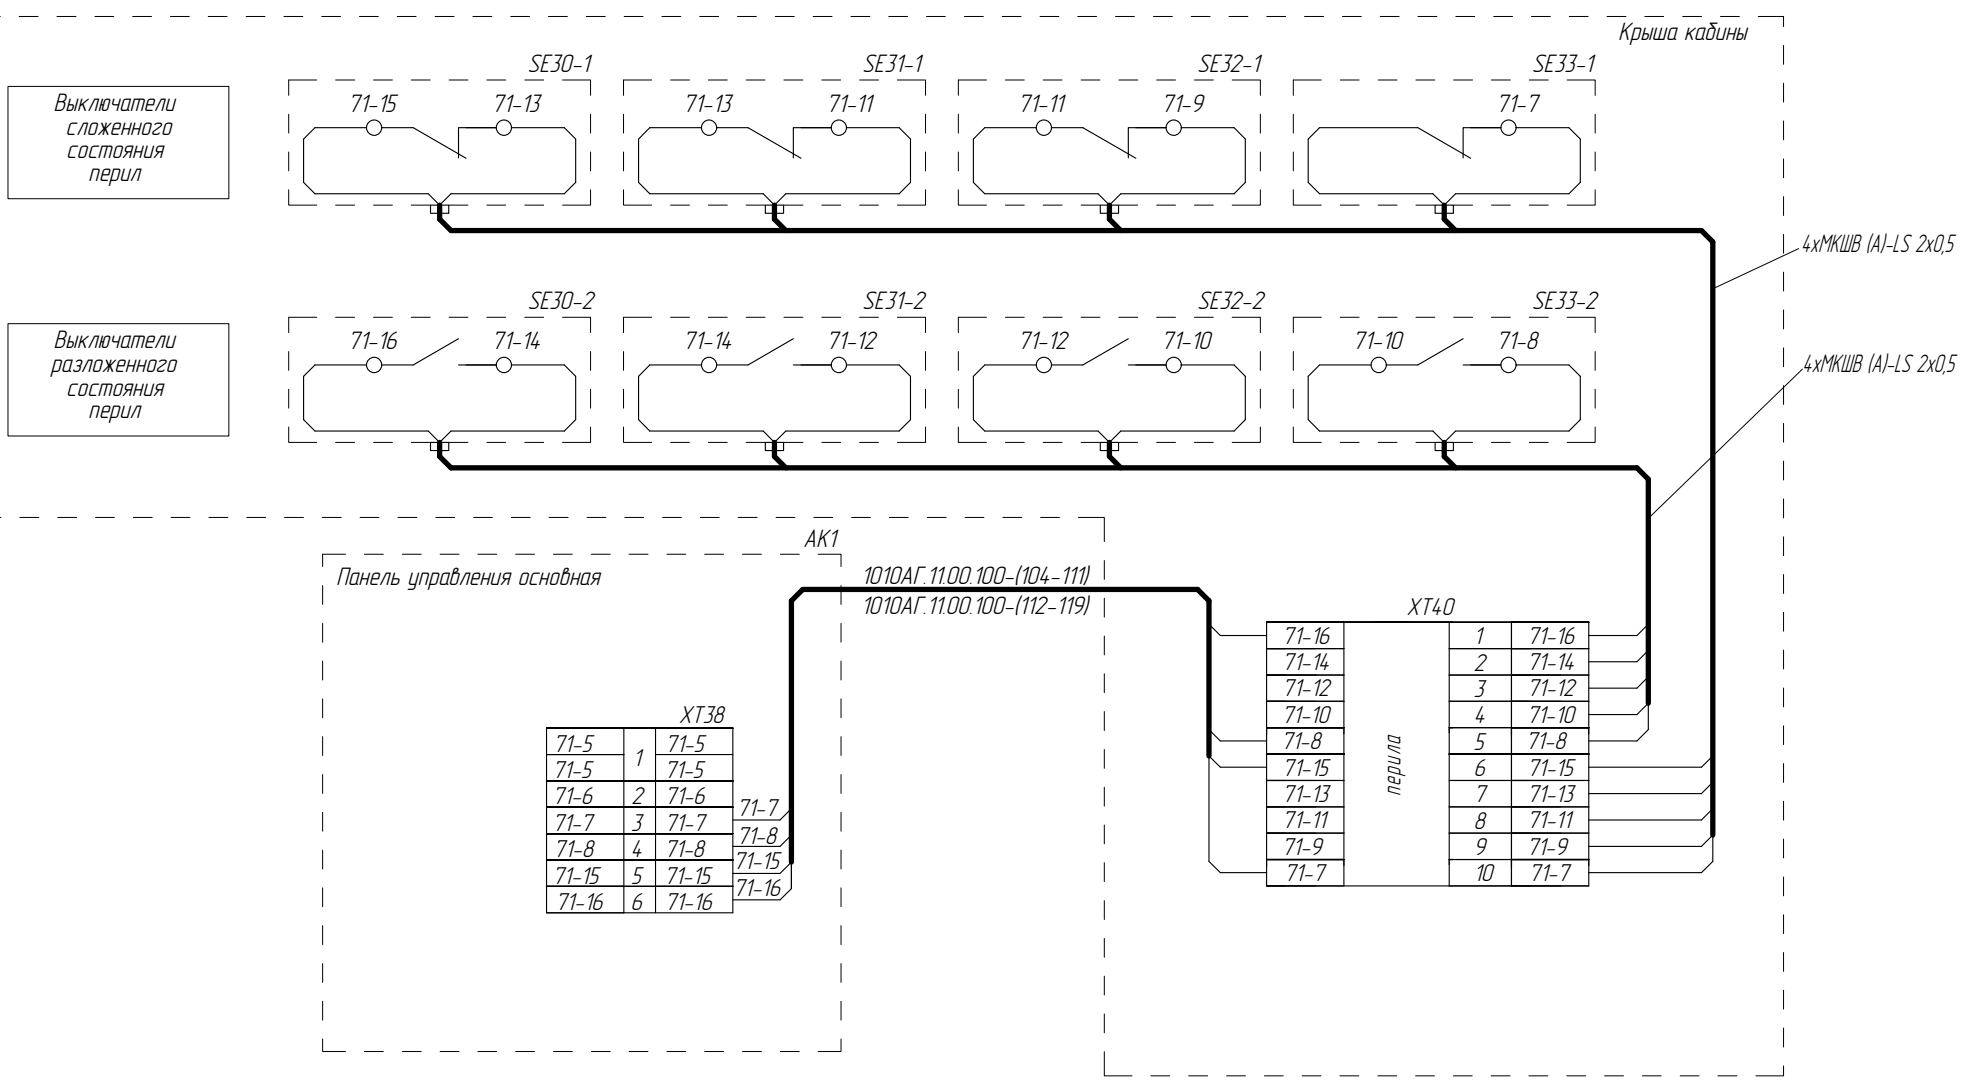 Крыша кабины
SE30-1
SE31-1
SE32-1
SE33-1
Выключатели
сложенного
состояния
перил
71-15
71-13
71-13
71-11
71-11
71-9
71-7
4хМКШВ (А)-LS 2х0,5
SE30-2
SE31-2
SE32-2
SE33-2
Выключатели
разложенного
состояния
перил
71-16
71-14
71-14
71-12
71-12
71-10
71-10
71-8
4хМКШВ (А)-LS 2х0,5
АК1
Панель управления основная
1010АГ.11.00.100-(104-111)
1010АГ.11.00.100-(112-119)
ХТ38
71-5 1 71-5
71-5 71-5
71-6 2 71-6
71-7 3 71-7 71-7
71-8 4 71-8 71-8
71-15 5 71-15 71-15
71-16 6 71-16 71-16
ХТ40
перила
71-16 1 71-16
71-14 2 71-14
71-12 3 71-12
71-10 4 71-10
71-8 5 71-8
71-15 6 71-15
71-13 7 71-13
71-11 8 71-11
71-9 9 71-9
71-7 10 71-7